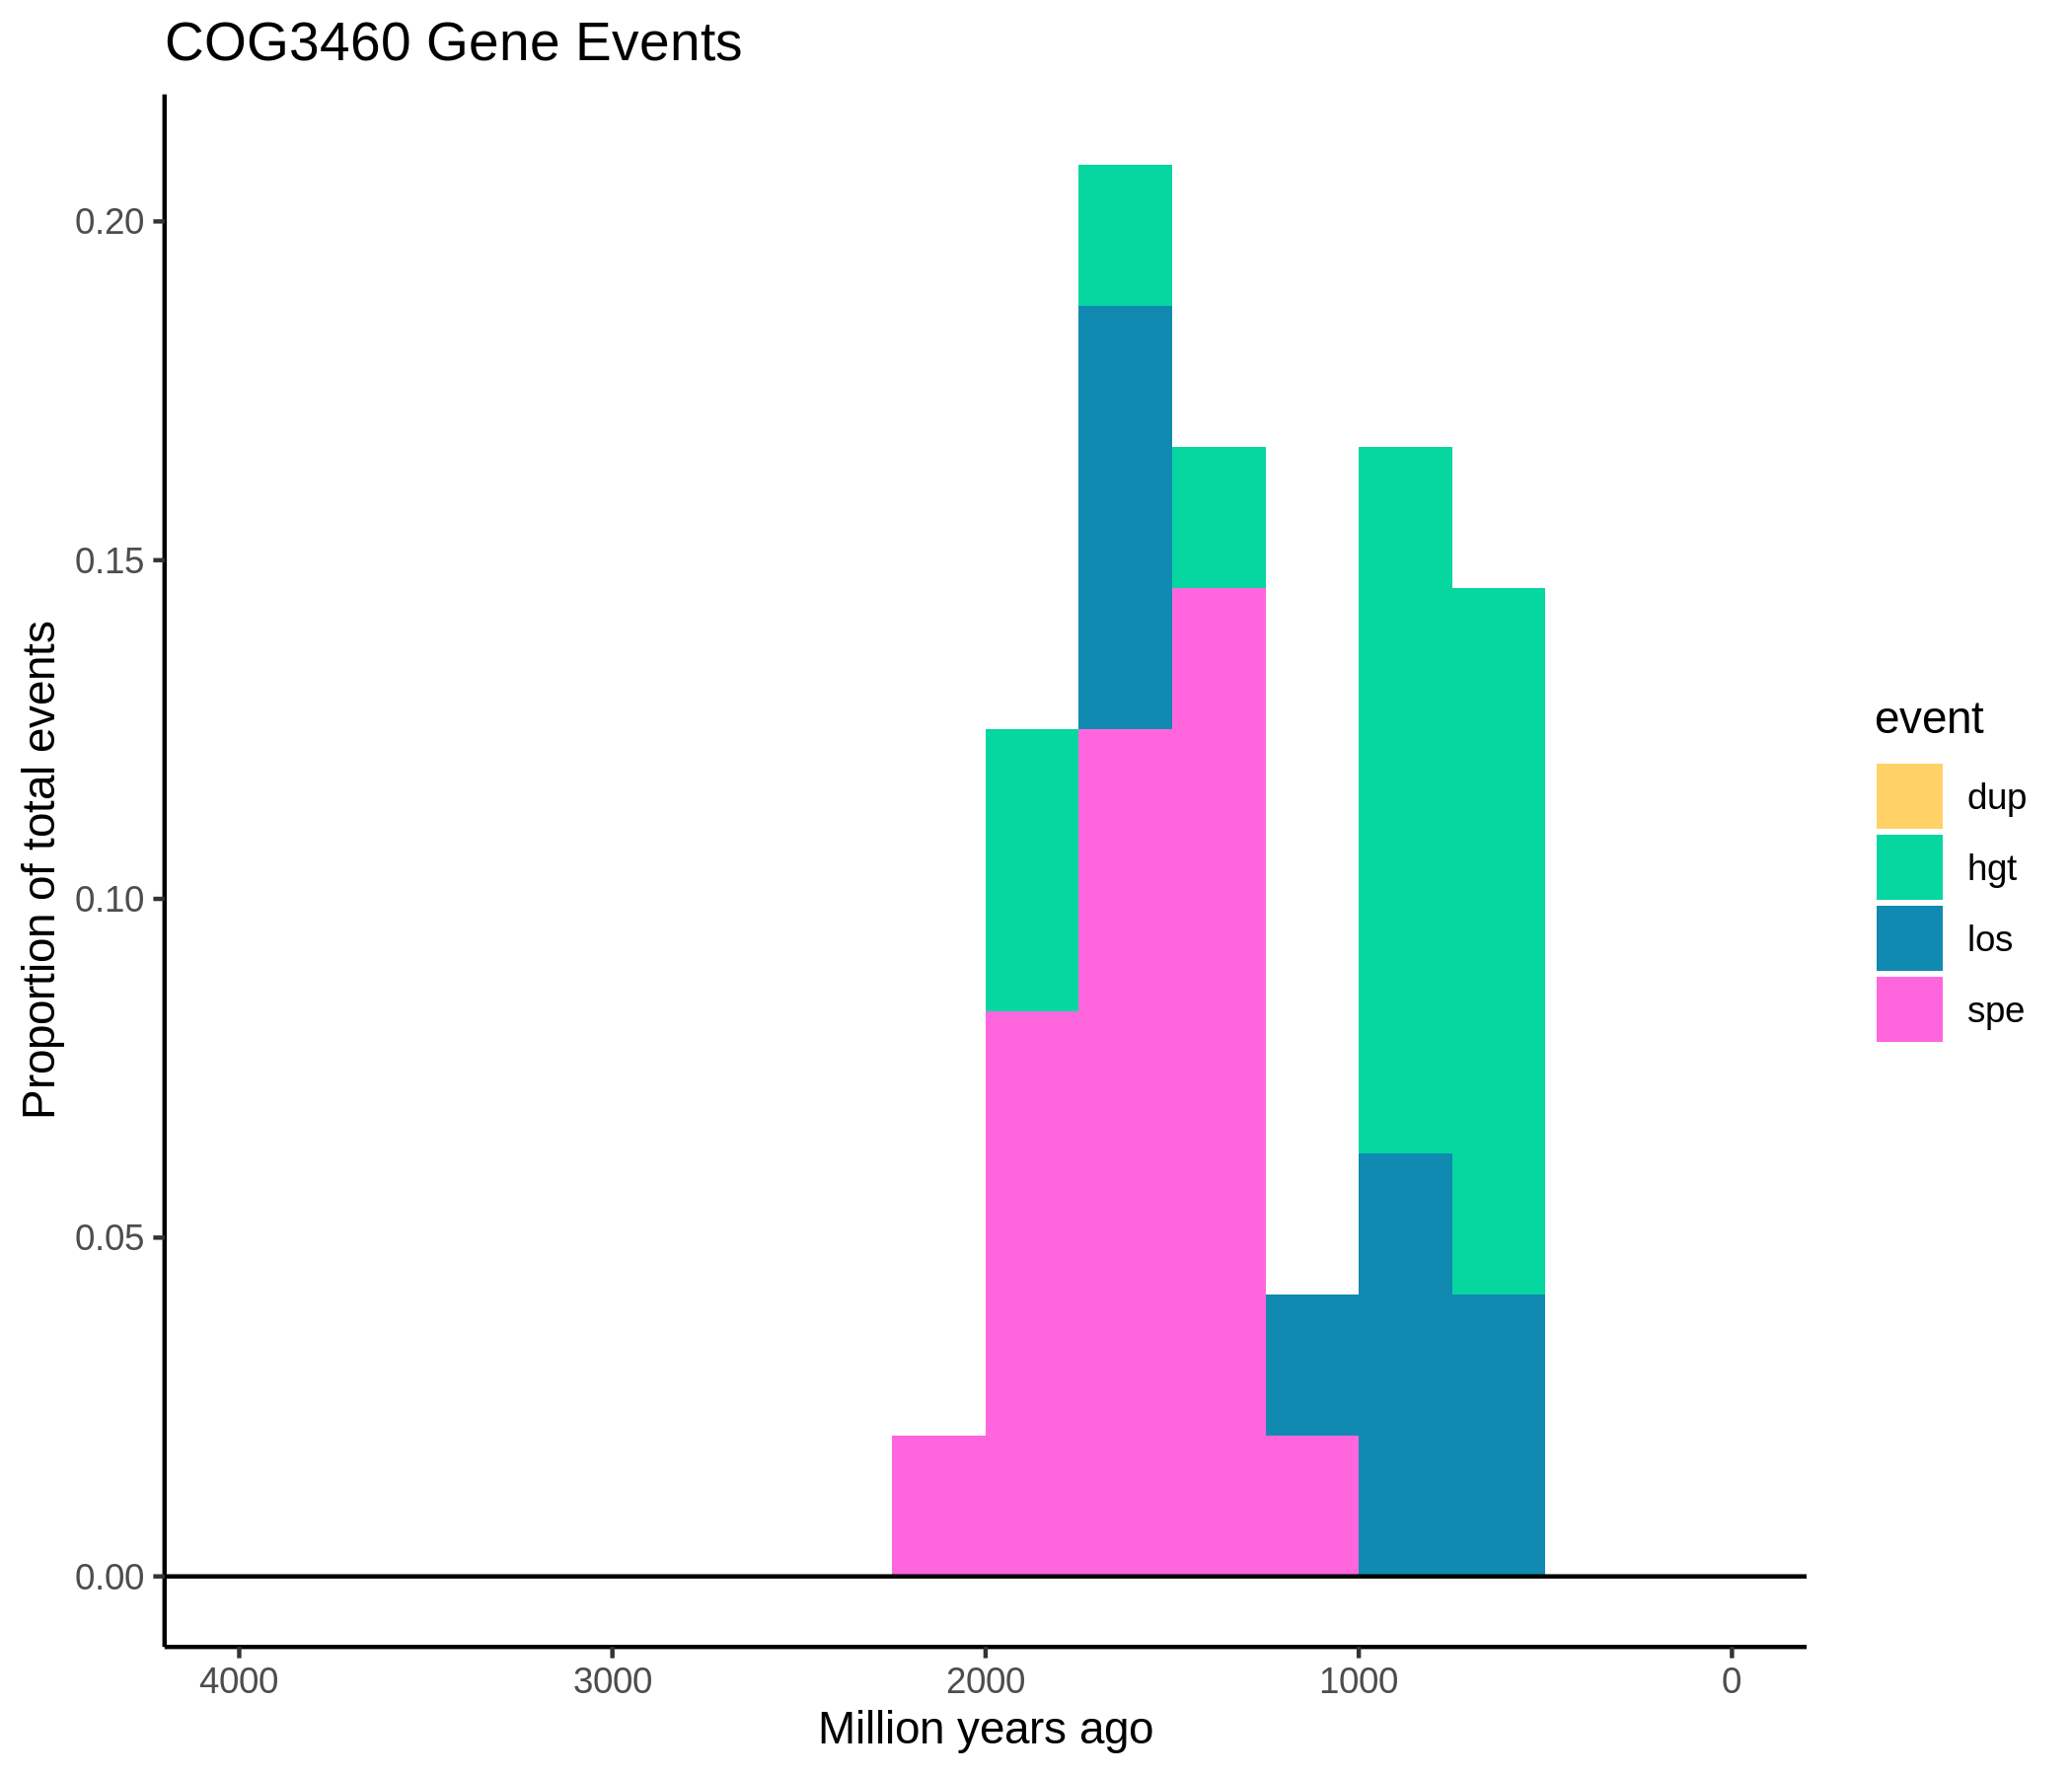 COG3460 Gene Events
Proportion of total events
0.20
0.15
0.10
0.05
0.00
4000 3000 2000 1000 0
Million years ago
event
dup
hgt
los
spe